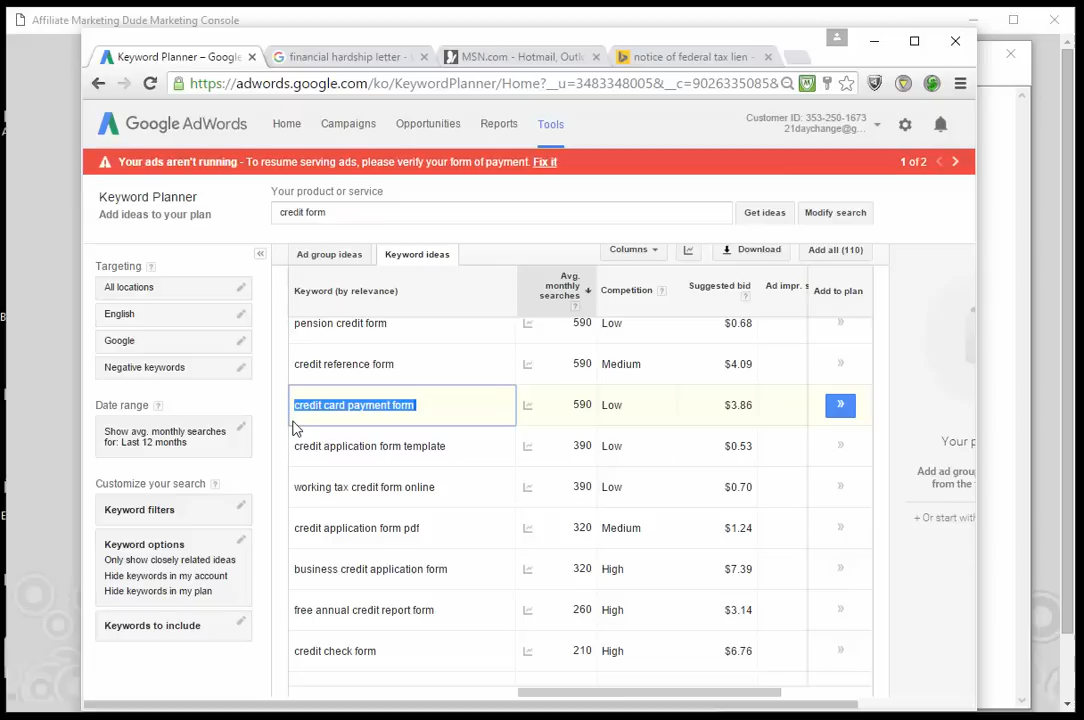 Affiliate Marketing Dude Marketing Console
Keyword Planner – Google
financial hardship letter -
MSN.com - Hotmail, Outl
notice of federal tax lien -
https://adwords.google.com/ko/KeywordPlanner/Home?__u=3483348005&__c=9026335085&
Google AdWords
Home
Campaigns
Opportunities
Reports
Tools
Customer ID: 353-250-1673
21daychange@g...
Your ads aren't running - To resume serving ads, please verify your form of payment. Fix it
1 of 2
Keyword Planner
Add ideas to your plan
Your product or service
credit form
Get ideas
Modify search
Targeting ?
All locations
English
Google
Negative keywords
Date range ?
Show avg. monthly searches
for: Last 12 months
Customize your search ?
Keyword filters
Keyword options
Only show closely related ideas
Hide keywords in my account
Hide keywords in my plan
Keywords to include
Ad group ideas
Keyword ideas
Columns
Download
Add all (110)
Keyword (by relevance)
Avg.
monthly
searches
?
Competition ?
Suggested bid
?
Ad impr. s
Add to plan
pension credit form 590 Low $0.68 »
credit reference form 590 Medium $4.09 »
credit card payment form 590 Low $3.86 »
credit application form template 390 Low $0.53 »
working tax credit form online 390 Low $0.70 »
credit application form pdf 320 Medium $1.24 »
business credit application form 320 High $7.39 »
free annual credit report form 260 High $3.14 »
credit check form 210 High $6.76 »
Your p
Add ad grou
from the
+ Or start with